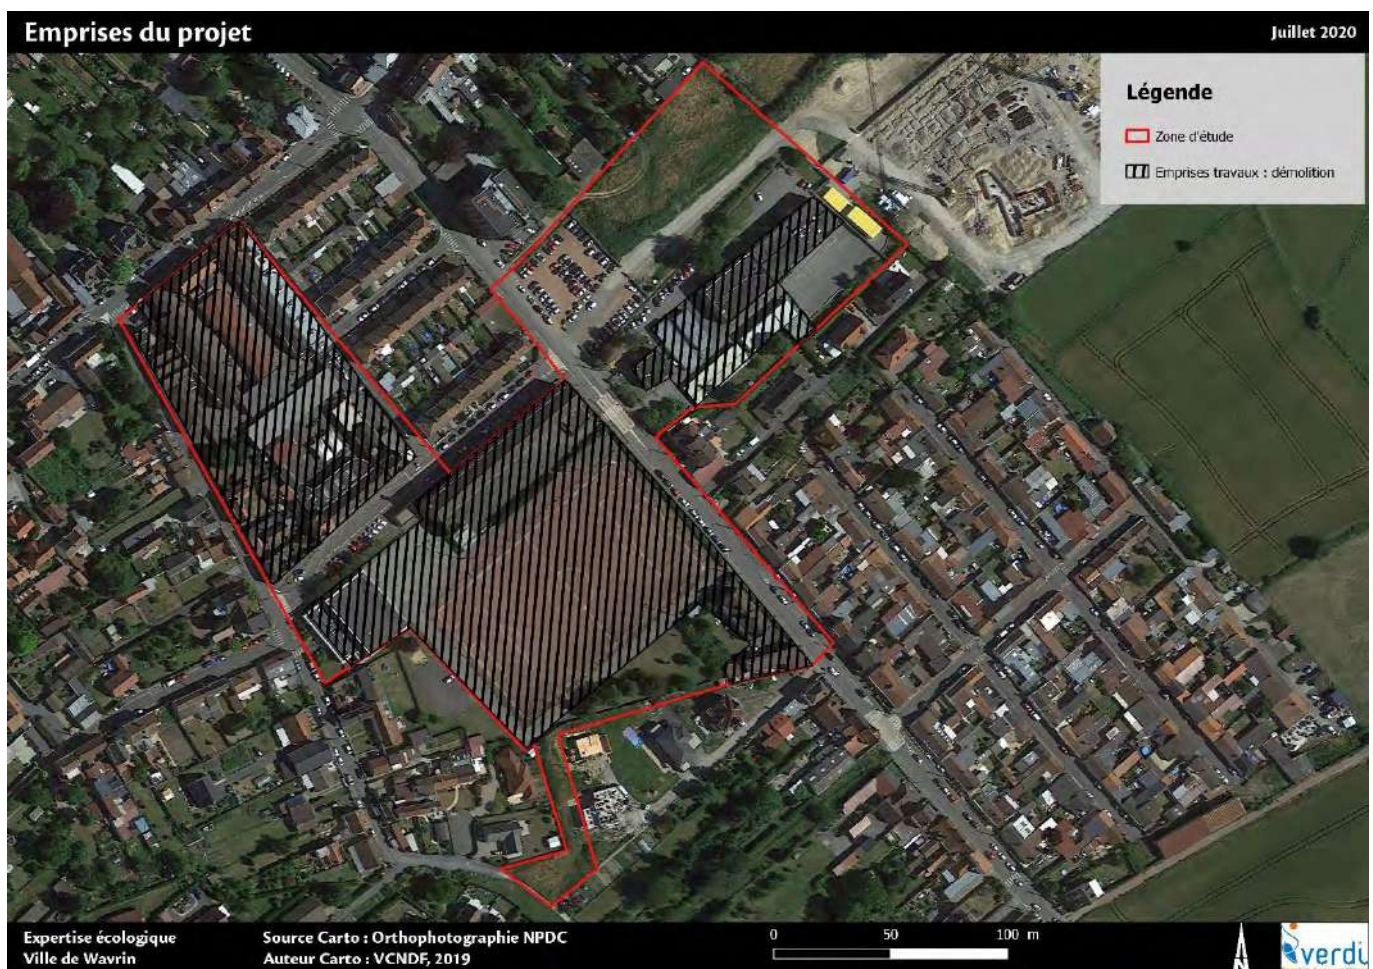 Emprises du projet
Juillet 2020
Légende
Zone d'étude
Emprises travaux : démolition
Expertise écologique
Ville de Wavrin
Source Carto : Orthophotographie NPDC
Auteur Carto : VCNDF, 2019
0 50 100 m
N
verdi